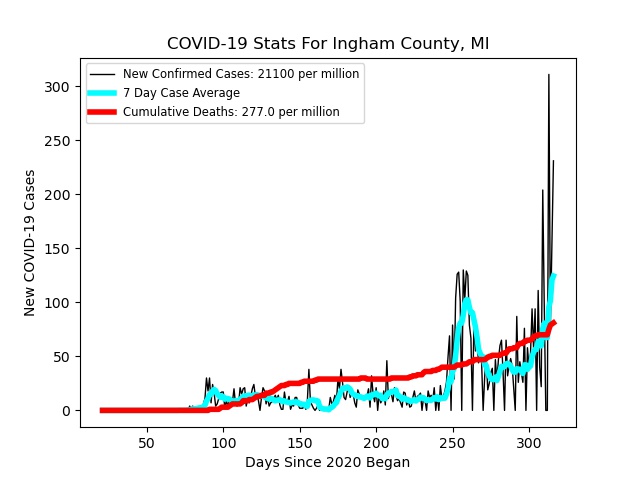 COVID-19 Stats For Ingham County, MI
New Confirmed Cases: 21100 per million
7 Day Case Average
Cumulative Deaths: 277.0 per million
New COVID-19 Cases
300
250
200
150
100
50
0
50 100 150 200 250 300
Days Since 2020 Began